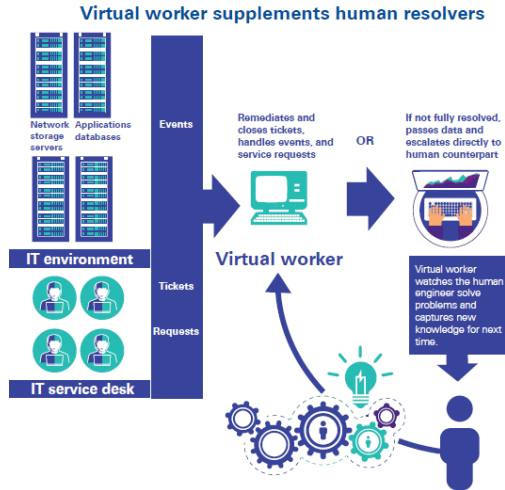 Virtual worker supplements human resolvers
Network
storage
servers
Applications
databases
IT environment
IT service desk
Events
Tickets
Requests
Remediates and
closes tickets,
handles events, and
service requests
Virtual worker
OR
If not fully resolved,
passes data and
escalates directly to
human counterpart
Virtual worker
watches the human
engineer solve
problems and
captures new
knowledge for next
time.